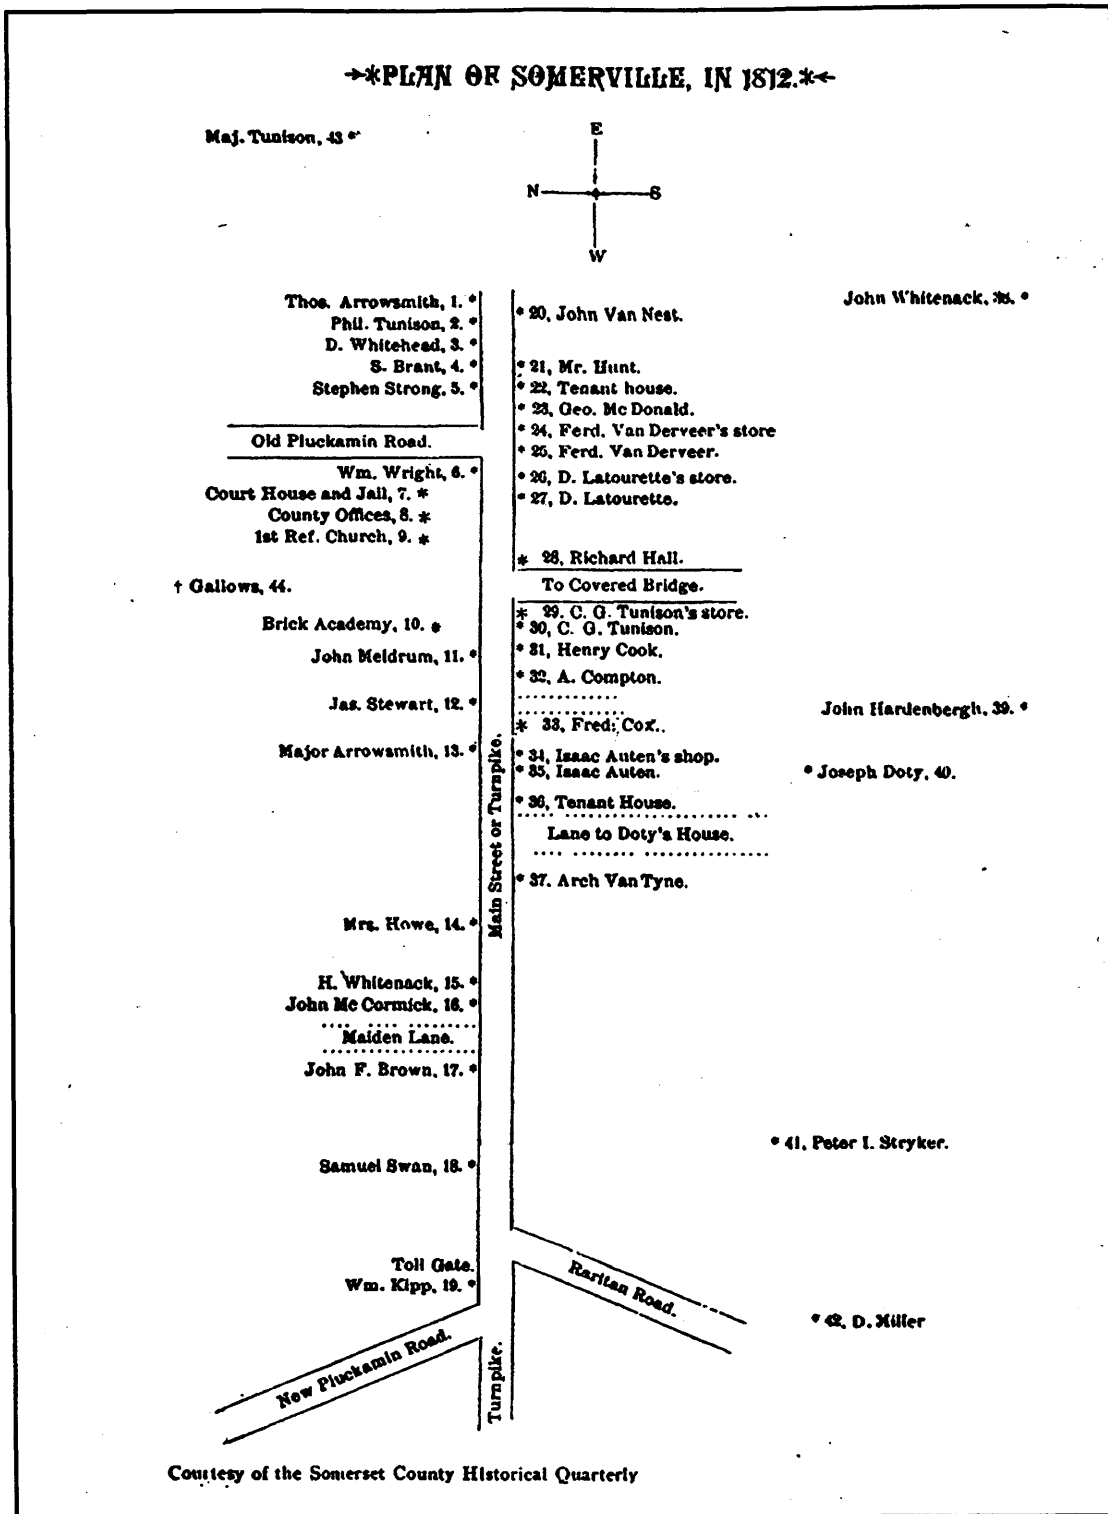 PLAN OF SOMERVILLE, IN 1812.
Maj. Tunison, 43
E
N S
W
Thos. Arrowsmith, 1.
Phil. Tunison, 2.
D. Whitehead, 3.
S. Brant, 4.
Stephen Strong, 5.
Old Pluckamin Road.
Wm. Wright, 6.
Court House and Jail, 7.
County Offices, 8.
1st Ref. Church, 9.
† Gallows, 44.
Brick Academy, 10.
John Meldrum, 11.
Jas. Stewart, 12.
Major Arrowsmith, 13.
Mrs. Howe, 14.
H. Whitenack, 15.
John Mc Cormick, 16.
Maiden Lane.
John F. Brown, 17.
Samuel Swan, 18.
Toll Gate.
Wm. Kipp, 19.
New Pluckamin Road.
Main Street or Turnpike.
Turnpike.
20, John Van Nest.
21, Mr. Hunt.
22, Tenant house.
23, Geo. Mc Donald.
24, Ferd. Van Derveer's store
25, Ferd. Van Derveer.
26, D. Latourette's store.
27, D. Latourette.
28, Richard Hall.
To Covered Bridge.
29. C. G. Tunison's store.
30, C. G. Tunison.
31, Henry Cook.
32, A. Compton.
33, Fred. Cox.
34, Isaac Auten's shop.
35, Isaac Auten.
36, Tenant House.
Lane to Doty's House.
37. Arch Van Tyne.
Raritan Road.
John Whitenack,
John Hardenbergh, 39.
Joseph Doty, 40.
41, Peter I. Stryker.
42, D. Miller
Courtesy of the Somerset County Historical Quarterly